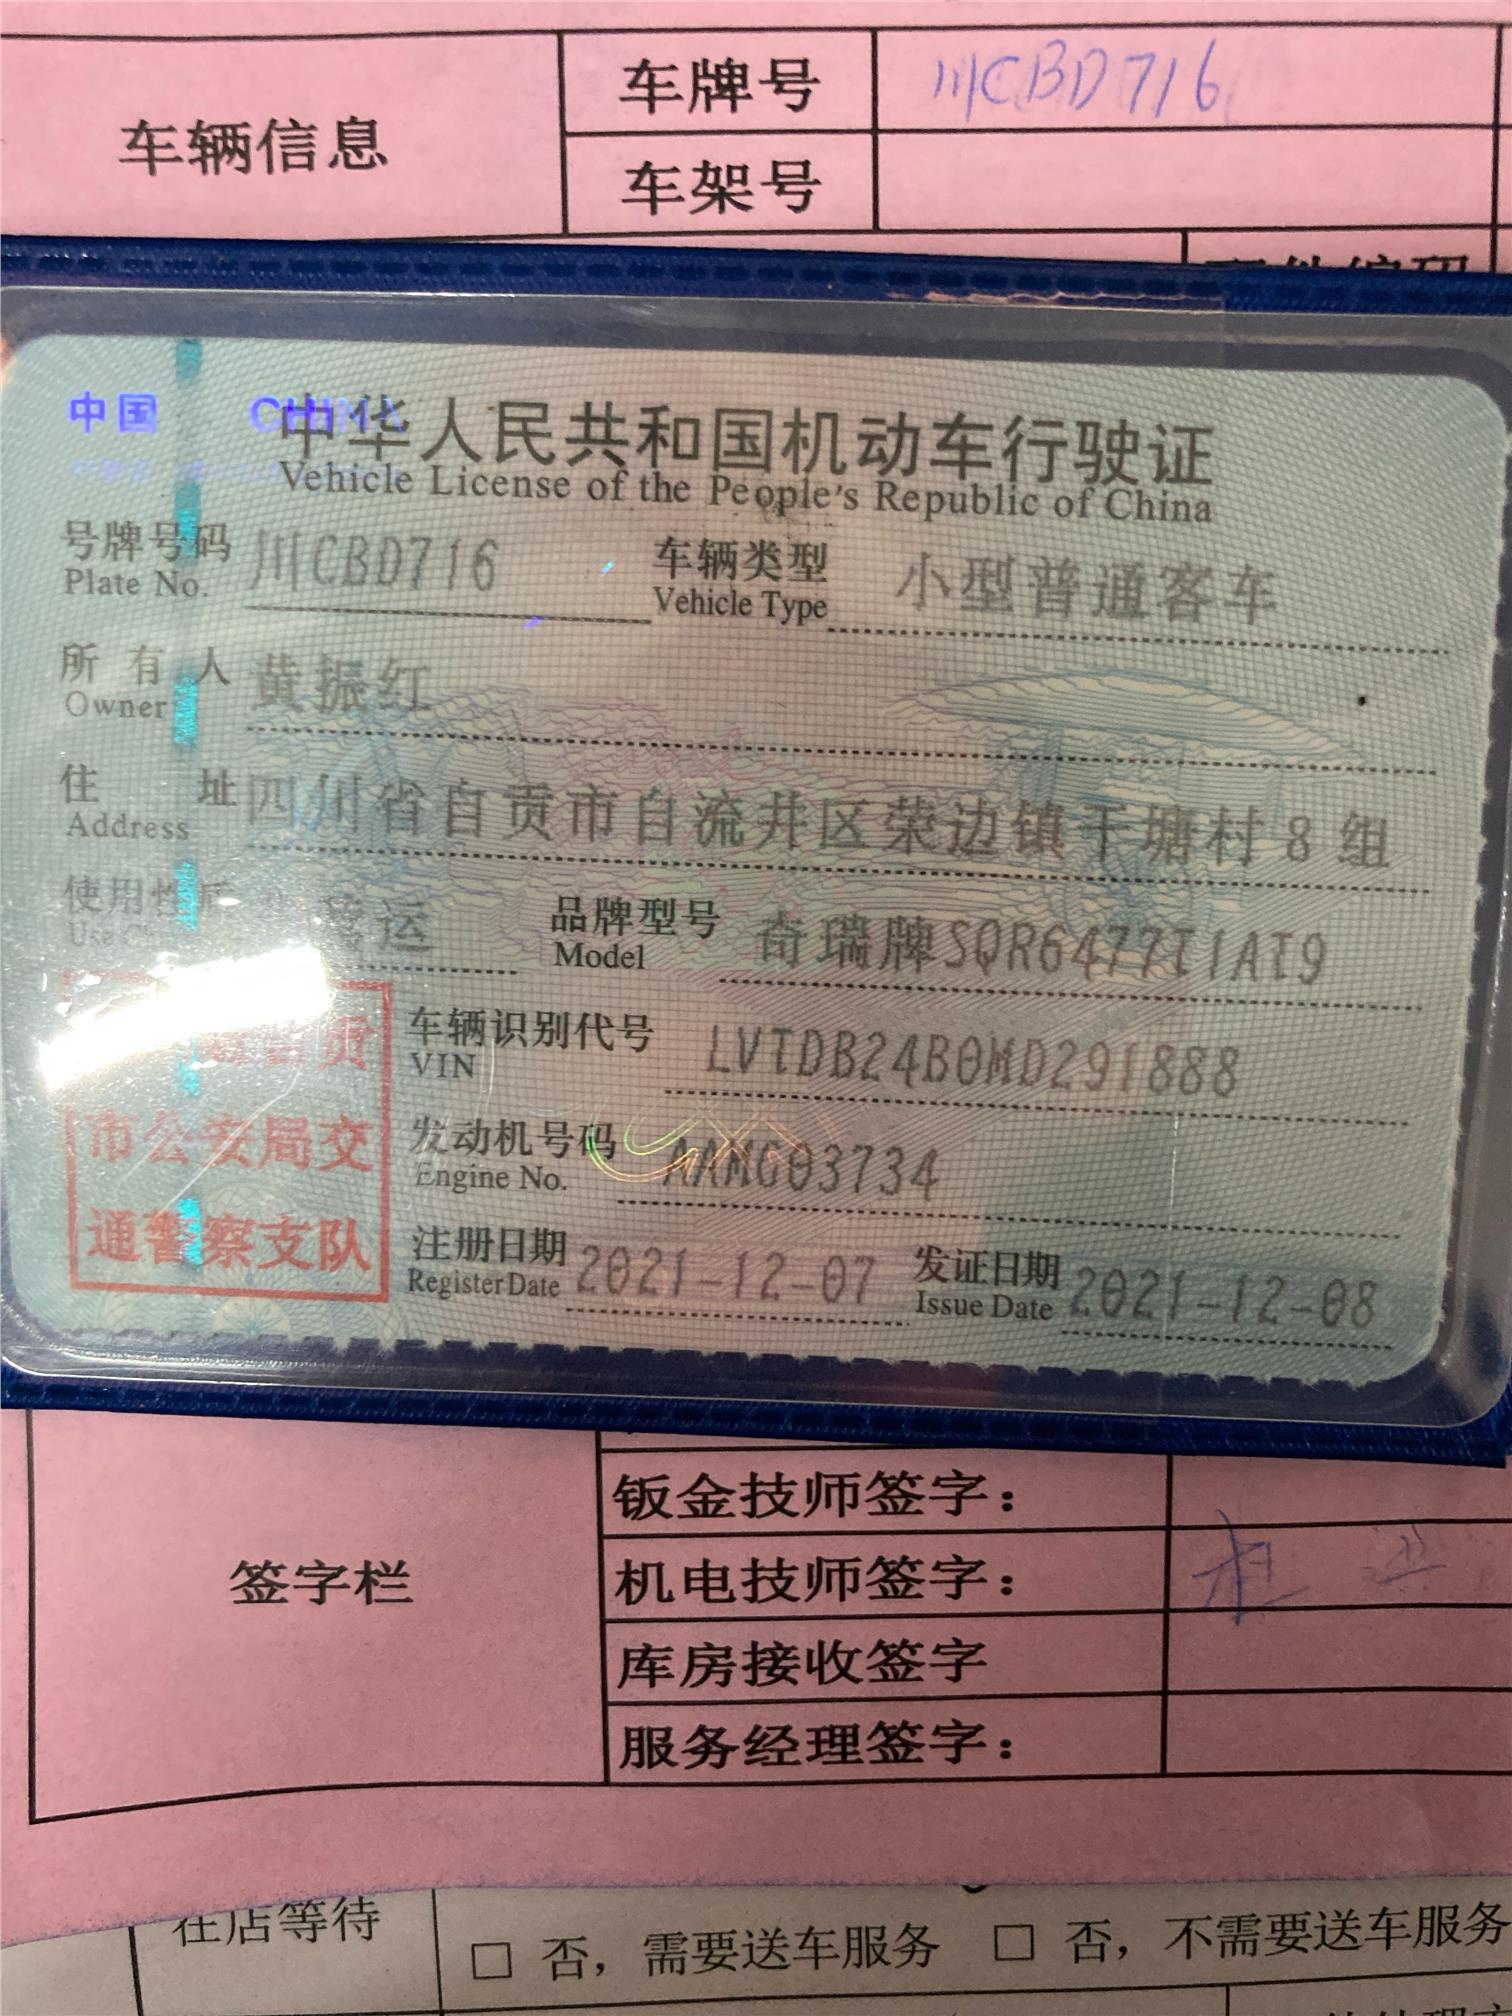 车辆信息
车牌号 川CBD716
车架号
中国 CHINA
中华人民共和国机动车行驶证
Vehicle License of the People's Republic of China
号牌号码 川CBD716 车辆类型 小型普通客车
Plate No. Vehicle Type
所有人 黄振红
Owner
住址 四川省自贡市自流井区荣边镇干塘村8组
Address
使用性质 运 品牌型号 奇瑞牌SQR6477T1AT9
Model
车辆识别代号 LVTDB24B0MD291888
VIN
贡
市公安局交
通警察支队
发动机号码 AAMG03734
Engine No.
注册日期 2021-12-07 发证日期 2021-12-08
Register Date Issue Date
签字栏
钣金技师签字：
机电技师签字：
库房接收签字
服务经理签字：
在店等待
□ 否，需要送车服务 □ 否，不需要送车服务